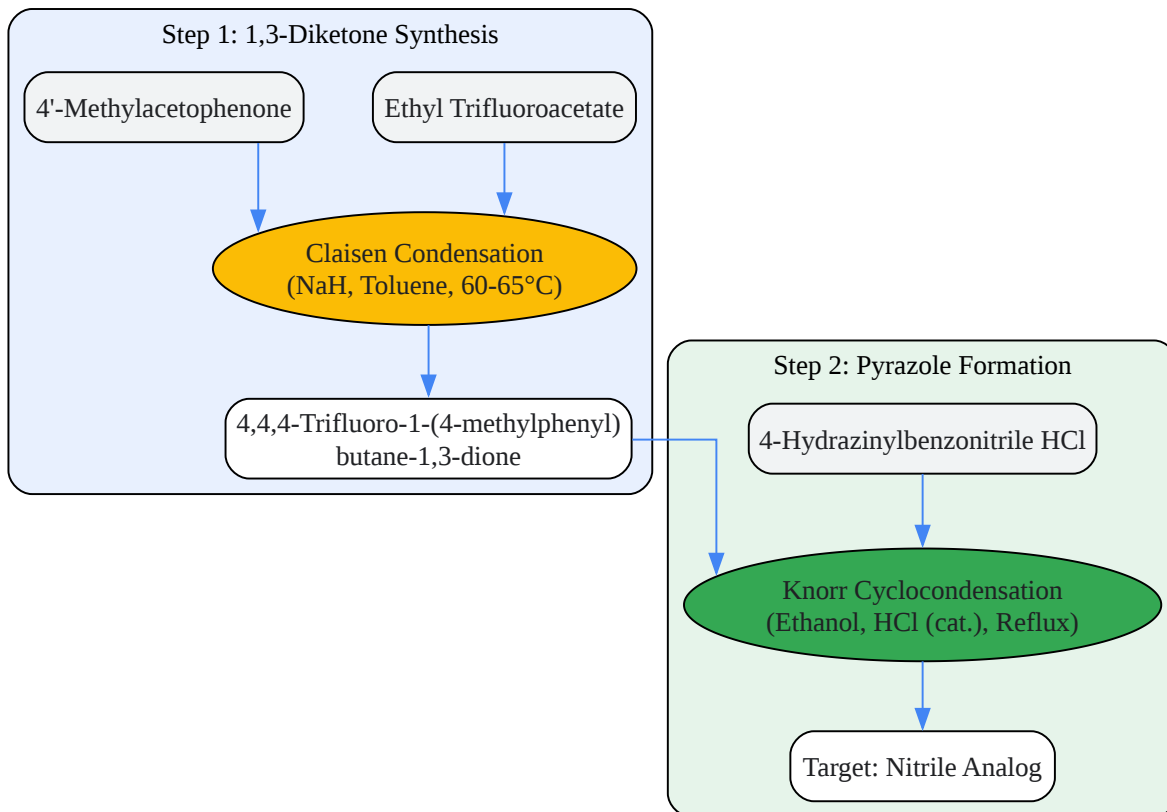 Step 1: 1,3-Diketone Synthesis
4'-Methylacetophenone
Ethyl Trifluoroacetate
Claisen Condensation
(NaH, Toluene, 60-65°C)
4,4,4-Trifluoro-1-(4-methylphenyl)
butane-1,3-dione
Step 2: Pyrazole Formation
4-Hydrazinylbenzonitrile HCl
Knorr Cyclocondensation
(Ethanol, HCl (cat.), Reflux)
Target: Nitrile Analog